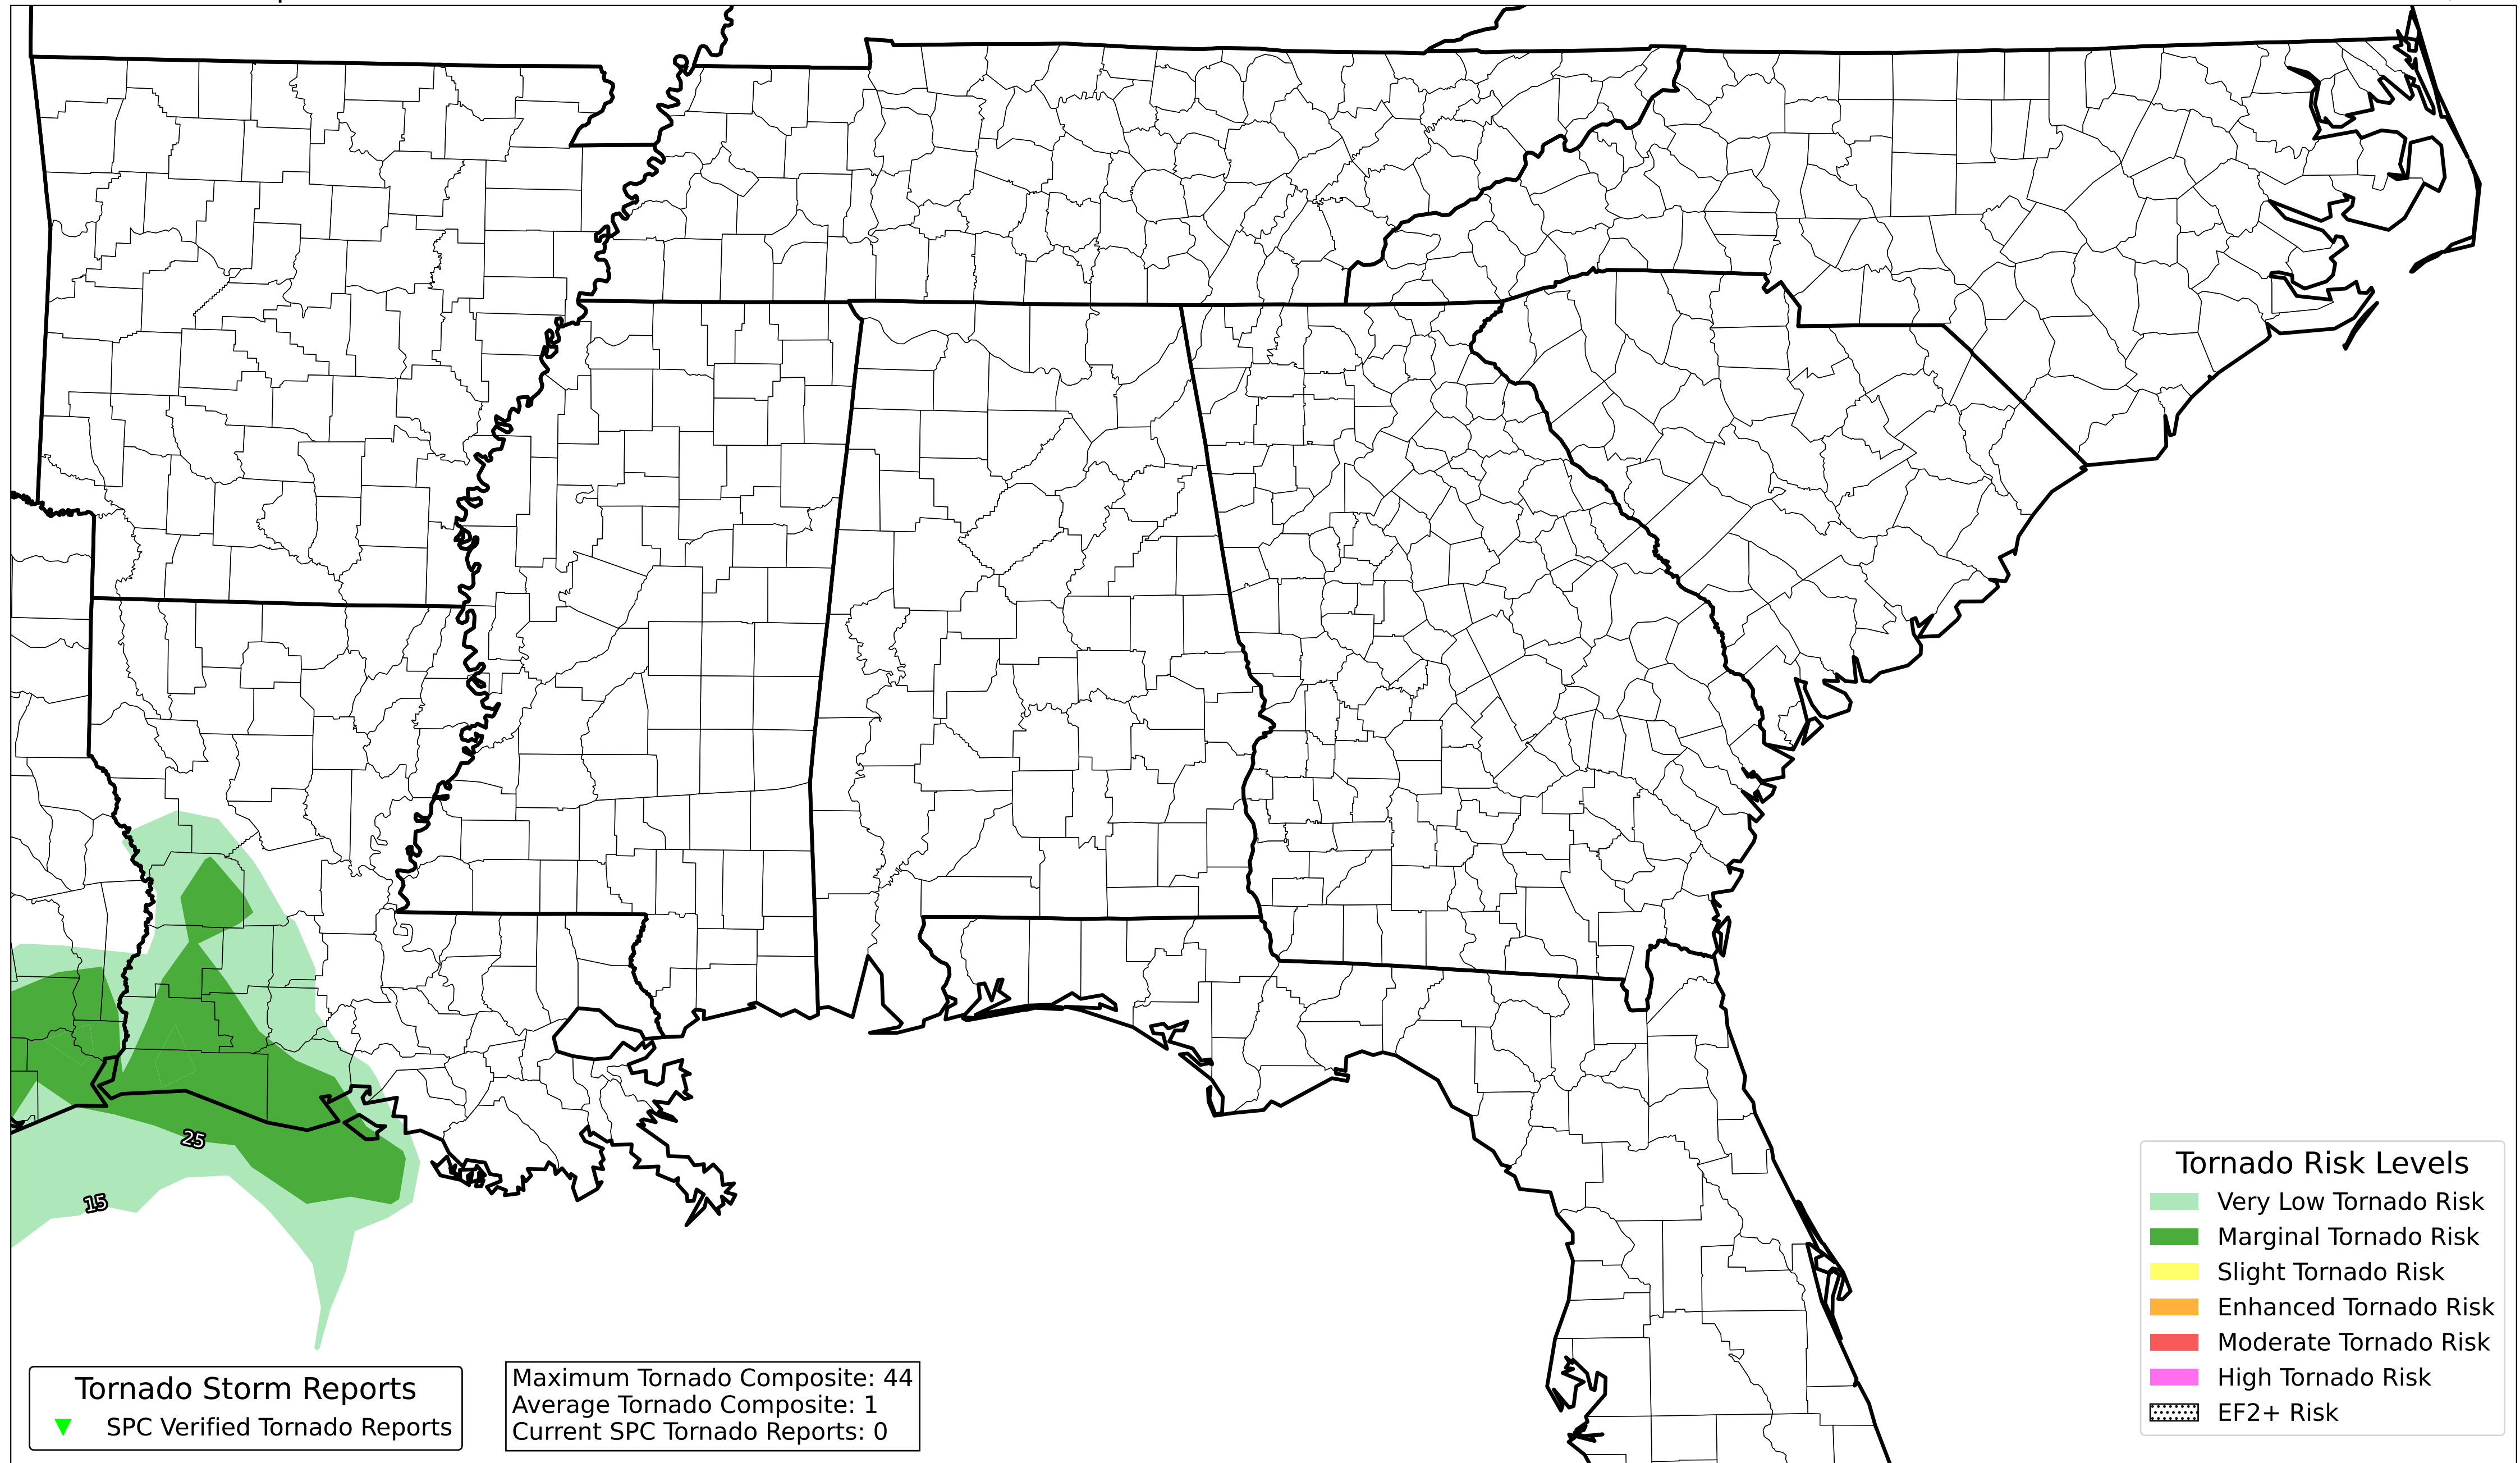 25
15
Tornado Storm Reports
SPC Verified Tornado Reports
Maximum Tornado Composite: 44
Average Tornado Composite: 1
Current SPC Tornado Reports: 0
Tornado Risk Levels
Very Low Tornado Risk
Marginal Tornado Risk
Slight Tornado Risk
Enhanced Tornado Risk
Moderate Tornado Risk
High Tornado Risk
EF2+ Risk